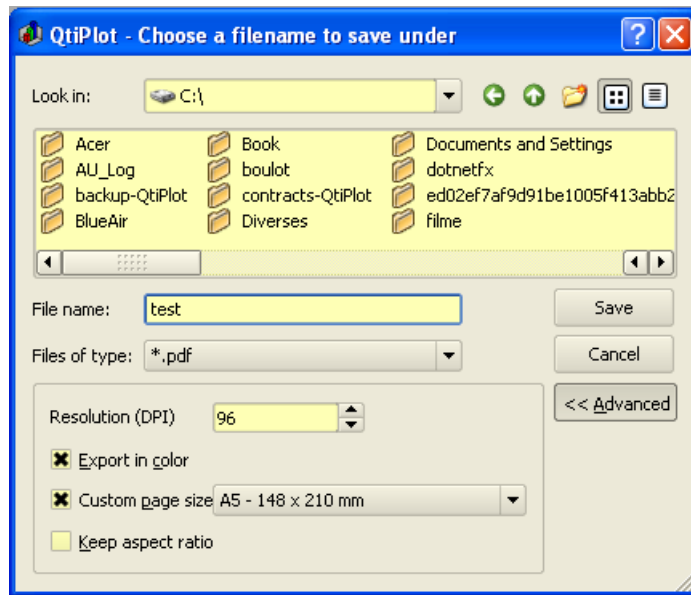 QtiPlot - Choose a filename to save under
Look in: C:\
Acer Book Documents and Settings
AU_Log boulot dotnetfx
backup-QtiPlot contracts-QtiPlot ed02ef7af9d91be1005f413abb2
BlueAir Diverses filme
File name: test Save
Files of type: *.pdf Cancel
<< Advanced
Resolution (DPI) 96
Export in color
Custom page size A5 - 148 x 210 mm
Keep aspect ratio